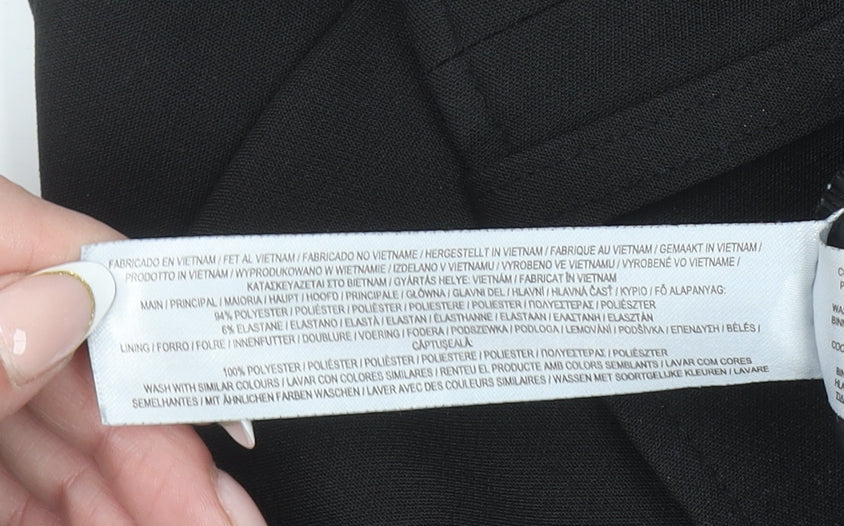 FABRICADO EN VIETNAM / FET AL VIETNAM / FABRICADO NO VIETNAME / HERGESTELLT IN VIETNAM / FABRIQUE AU VIETNAM / GEMAAKT IN VIETNAM /
PRODOTTO IN VIETNAM / WYPRODUKOWANO W WIETNAMIE / IZDELANO V VIETNAMU / VYROBENO VE VIETNAMU / VYROBENÉ VO VIETNAME /
ΚΑΤΑΣΚΕΥΑΖΕΤΑΙ ΣΤΟ ΒΙΕΤΝΑΜ / GYÁRTÁS HELYE: VIETNÁM / FABRICAT ÎN VIETNAM
MAIN / PRINCIPAL / MAIORIA / HAUPT / HOOFD / PRINCIPALE / GŁÓWNA / GLAVNI DEL / HLAVNÍ / HLAVNÁ ČASŤ / ΚΥΡΙΟ / FŐ ALAPANYAG:
94% POLYESTER / POLIÉSTER / POLIÈSTER / POLIESTERE / POLIESTER / ΠΟΛΥΕΣΤΕΡΑΣ / POLIÉSZTER
6% ELASTANE / ELASTANO / ELASTÀ / ELASTAN / ÉLASTHANNE / ELASTAAN / ΕΛΑΣΤΑΝΗ / ELASZTÁN
LINING / FORRO / FOLRE / INNENFUTTER / DOUBLURE / VOERING / FODERA / PODSZEWKA / PODLOGA / LEMOVÁNÍ / PODŠÍVKA / ΕΠΕΝΔΥΣΗ / BÉLÉS /
CĂPTUȘEALĂ:
100% POLYESTER / POLIÉSTER / POLIÈSTER / POLIESTERE / POLIESTER / ΠΟΛΥΕΣΤΕΡΑΣ / POLIÉSZTER
WASH WITH SIMILAR COLOURS / LAVAR CON COLORES SIMILARES / RENTEU EL PRODUCTE AMB COLORS SEMBLANTS / LAVAR COM CORES
SEMELHANTES / MIT ÄHNLICHEN FARBEN WASCHEN / LAVER AVEC DES COULEURS SIMILAIRES / WASSEN MET SOORTGELIJKE KLEUREN / LAVARE